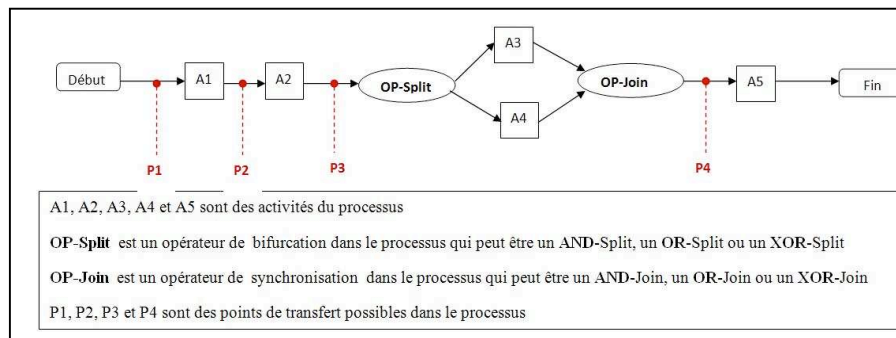 A3
Début
A1
A2
OP-Split
OP-Join
A5
Fin
A4
P1
P2
P3
P4
A1, A2, A3, A4 et A5 sont des activités du processus
OP-Split est un opérateur de bifurcation dans le processus qui peut être un AND-Split, un OR-Split ou un XOR-Split
OP-Join est un opérateur de synchronisation dans le processus qui peut être un AND-Join, un OR-Join ou un XOR-Join
P1, P2, P3 et P4 sont des points de transfert possibles dans le processus